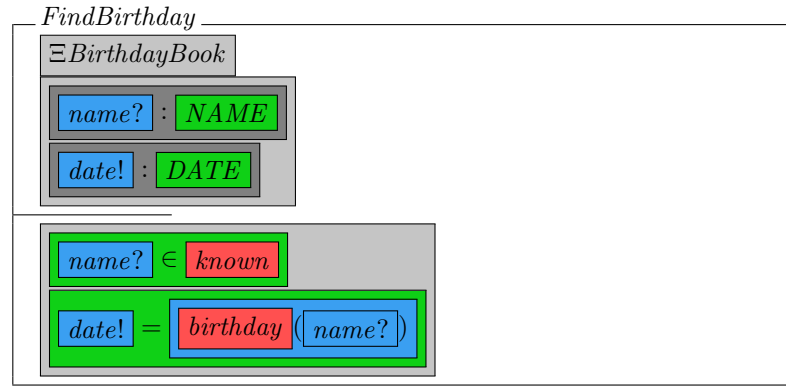 FindBirthday
ΞBirthdayBook
name? : NAME
date! : DATE
name? ∈ known
date! = birthday(name?)